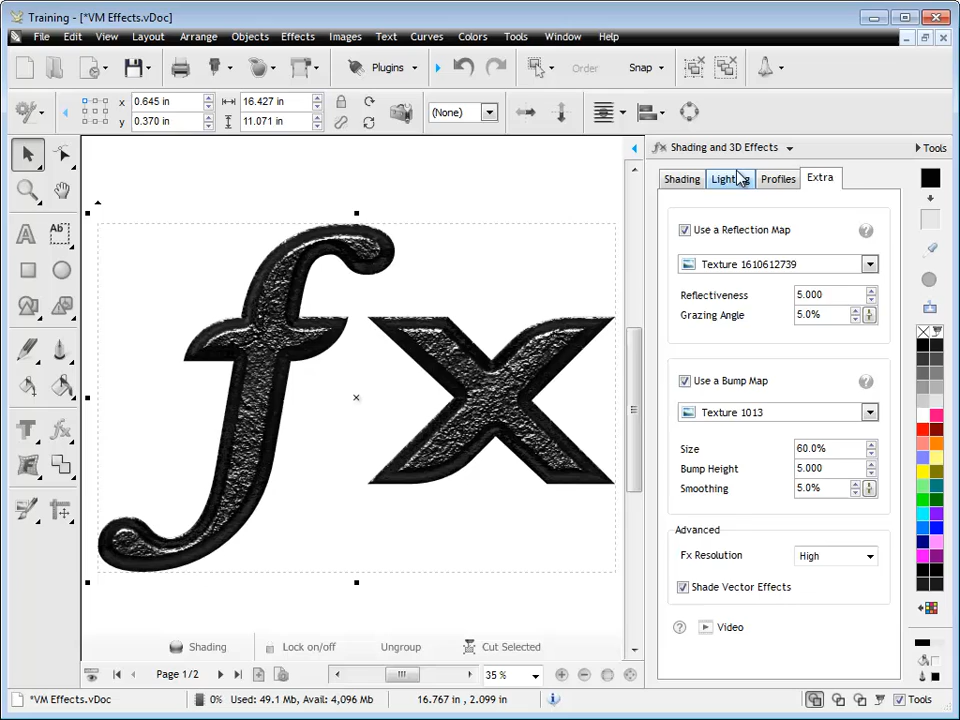 Training - [*VM Effects.vDoc]
File Edit View Layout Arrange Objects Effects Images Text Curves Colors Tools Window Help
Plugins Order Snap
x 0.645 in 16.427 in
y 0.370 in 11.071 in
(None)
fx Shading and 3D Effects Tools
Shading Lighting Profiles Extra
Use a Reflection Map ?
Texture 1610612739
Reflectiveness 5.000
Grazing Angle 5.0%
Use a Bump Map ?
Texture 1013
Size 60.0%
Bump Height 5.000
Smoothing 5.0%
Advanced
Fx Resolution High
Shade Vector Effects
? Video
A Ab
T fx
fx
Shading Lock on/off Ungroup Cut Selected
Page 1/2 35 %
*VM Effects.vDoc 0% Used: 49.1 Mb, Avail: 4,096 Mb 16.767 in , 2.099 in Tools